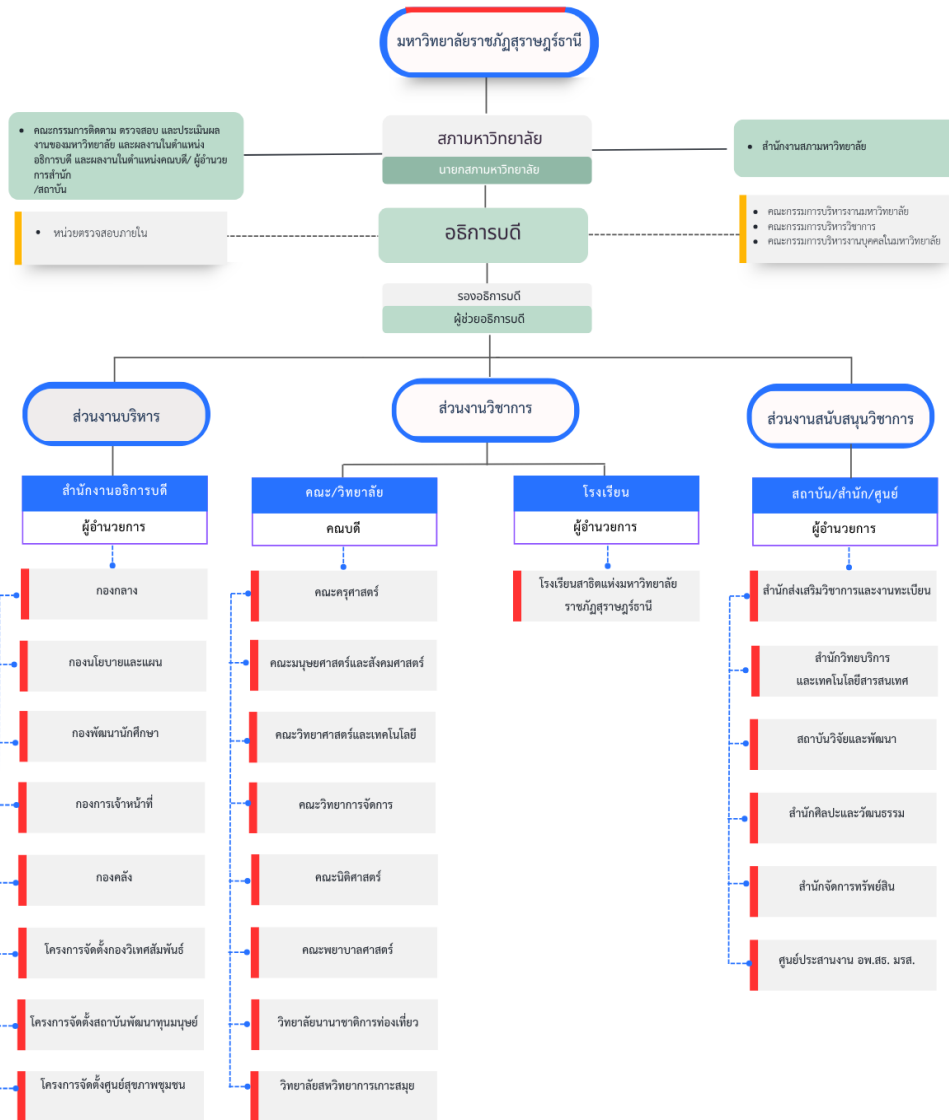 มหาวิทยาลัยราชภัฏสุราษฎร์ธานี
คณะกรรมการติดตาม ตรวจสอบ และประเมินผล
งานของมหาวิทยาลัย และผลงานในตำแหน่ง
อธิการบดี และผลงานในตำแหน่งคณบดี/ ผู้อำนวย
การสำนัก
/สถาบัน
สภามหาวิทยาลัย
นายกสภามหาวิทยาลัย
สำนักงานสภามหาวิทยาลัย
หน่วยตรวจสอบภายใน
อธิการบดี
คณะกรรมการบริหารงานมหาวิทยาลัย
คณะกรรมการบริหารวิชาการ
คณะกรรมการบริหารงานบุคคลในมหาวิทยาลัย
รองอธิการบดี
ผู้ช่วยอธิการบดี
ส่วนงานบริหาร
ส่วนงานวิชาการ
ส่วนงานสนับสนุนวิชาการ
สำนักงานอธิการบดี
ผู้อำนวยการ
คณะ/วิทยาลัย
คณบดี
โรงเรียน
ผู้อำนวยการ
สถาบัน/สำนัก/ศูนย์
ผู้อำนวยการ
กองกลาง
กองนโยบายและแผน
กองพัฒนานักศึกษา
กองการเจ้าหน้าที่
กองคลัง
โครงการจัดตั้งกองวิเทศสัมพันธ์
โครงการจัดตั้งสถาบันพัฒนาทุนมนุษย์
โครงการจัดตั้งศูนย์สุขภาพชุมชน
คณะครุศาสตร์
คณะมนุษยศาสตร์และสังคมศาสตร์
คณะวิทยาศาสตร์และเทคโนโลยี
คณะวิทยาการจัดการ
คณะนิติศาสตร์
คณะพยาบาลศาสตร์
วิทยาลัยนานาชาติการท่องเที่ยว
วิทยาลัยสหวิทยาการเกาะสมุย
โรงเรียนสาธิตแห่งมหาวิทยาลัย
ราชภัฏสุราษฎร์ธานี
สำนักส่งเสริมวิชาการและงานทะเบียน
สำนักวิทยบริการ
และเทคโนโลยีสารสนเทศ
สถาบันวิจัยและพัฒนา
สำนักศิลปะและวัฒนธรรม
สำนักจัดการทรัพย์สิน
ศูนย์ประสานงาน อพ.สธ. มรส.